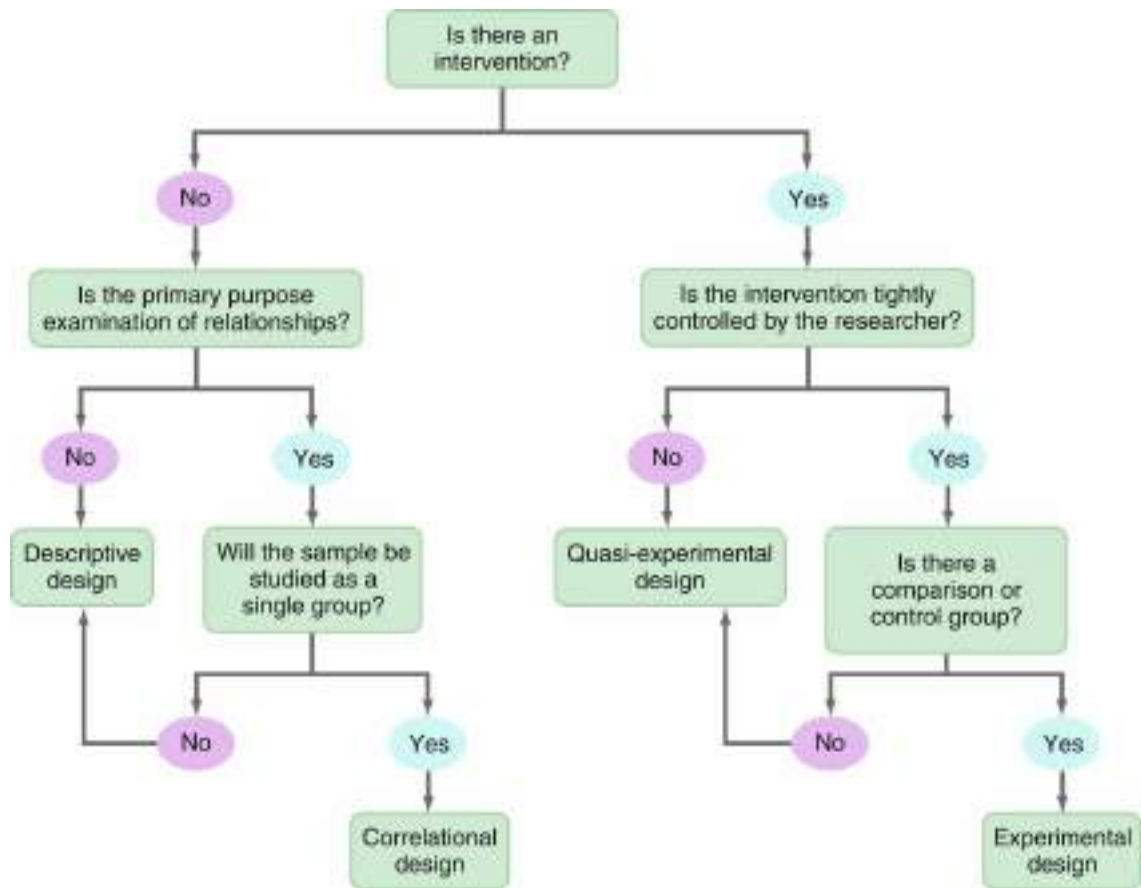 Is there an
intervention?
No
Yes
Is the primary purpose
examination of relationships?
Is the intervention tightly
controlled by the researcher?
No
Yes
No
Yes
Descriptive
design
Will the sample be
studied as a
single group?
Quasi-experimental
design
Is there a
comparison or
control group?
No
Yes
No
Yes
Correlational
design
Experimental
design